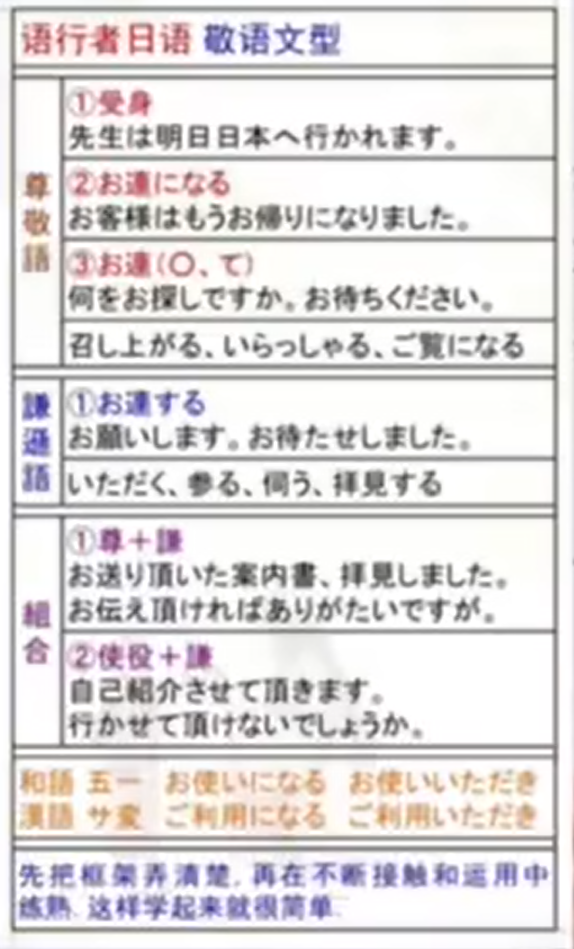 语行者日语 敬语文型
尊敬語
①受身
先生は明日日本へ行かれます。
②お連になる
お客様はもうお帰りになりました。
③お連(〇、て)
何をお探しですか。お待ちください。
召し上がる、いらっしゃる、ご覧になる
謙遜語
①お連する
お願いします。お待たせしました。
いただく、参る、伺う、拝見する
組合
①尊+謙
お送り頂いた案内書、拝見しました。
お伝え頂ければありがたいですが。
②使役+謙
自己紹介させて頂きます。
行かせて頂けないでしょうか。
和語 五一 お使いになる お使いいただき
漢語 サ変 ご利用になる ご利用いただき
先把框架弄清楚,再在不断接触和运用中
练熟.这样学起来就很简单.